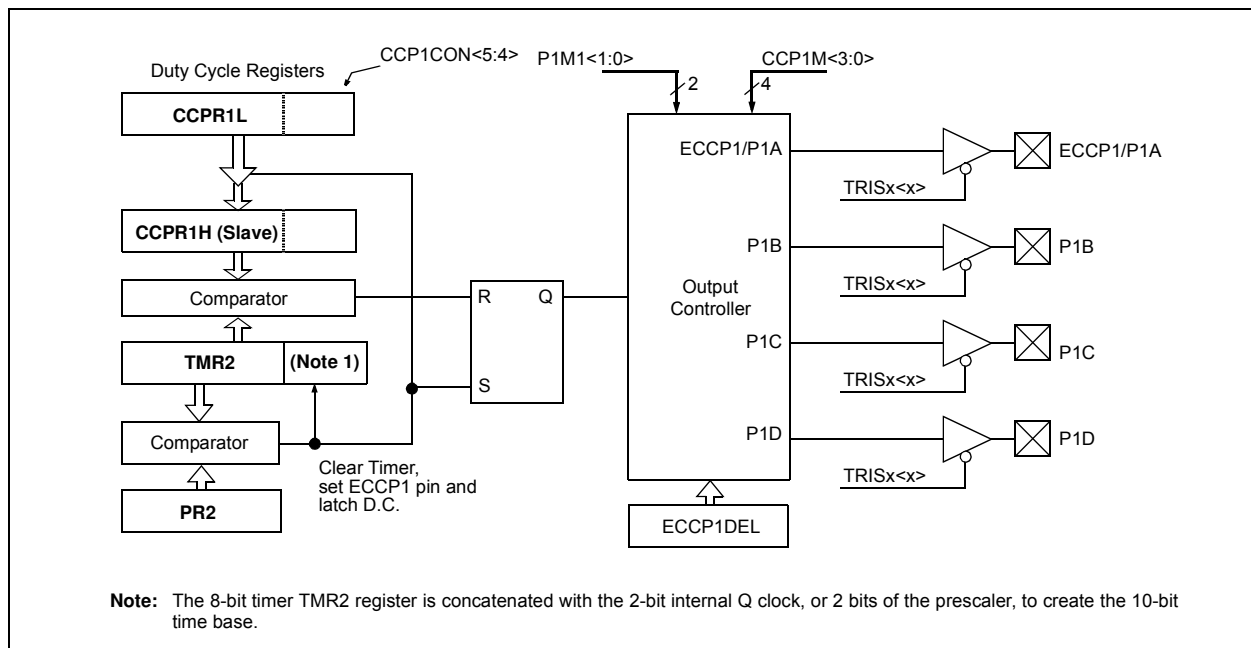 CCP1CON<5:4>
Duty Cycle Registers
CCPR1L
CCPR1H (Slave)
Comparator
TMR2
(Note 1)
Comparator
PR2
Clear Timer,
set ECCP1 pin and
latch D.C.
R
Q
S
P1M1<1:0>
2
CCP1M<3:0>
4
Output
Controller
ECCP1/P1A
TRISx<x>
ECCP1/P1A
P1B
TRISx<x>
P1B
P1C
TRISx<x>
P1C
P1D
TRISx<x>
P1D
ECCP1DEL
Note: The 8-bit timer TMR2 register is concatenated with the 2-bit internal Q clock, or 2 bits of the prescaler, to create the 10-bit
time base.